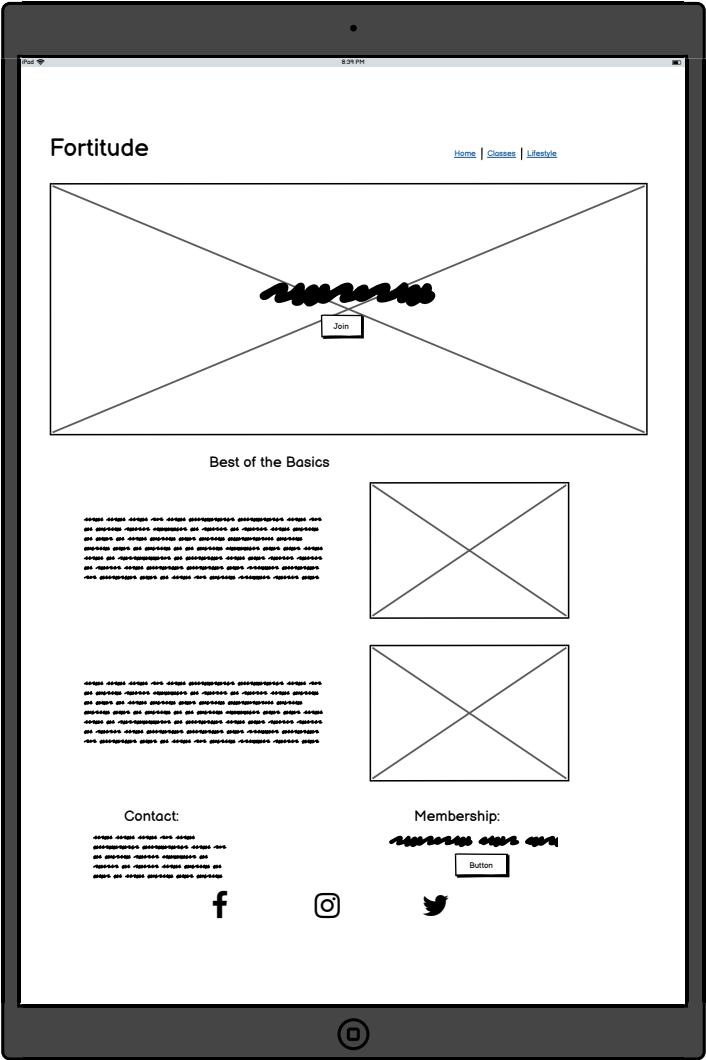 iPad
8:39 PM
Fortitude
Home | Classes | Lifestyle
Join
Best of the Basics
Contact:
Membership:
Button